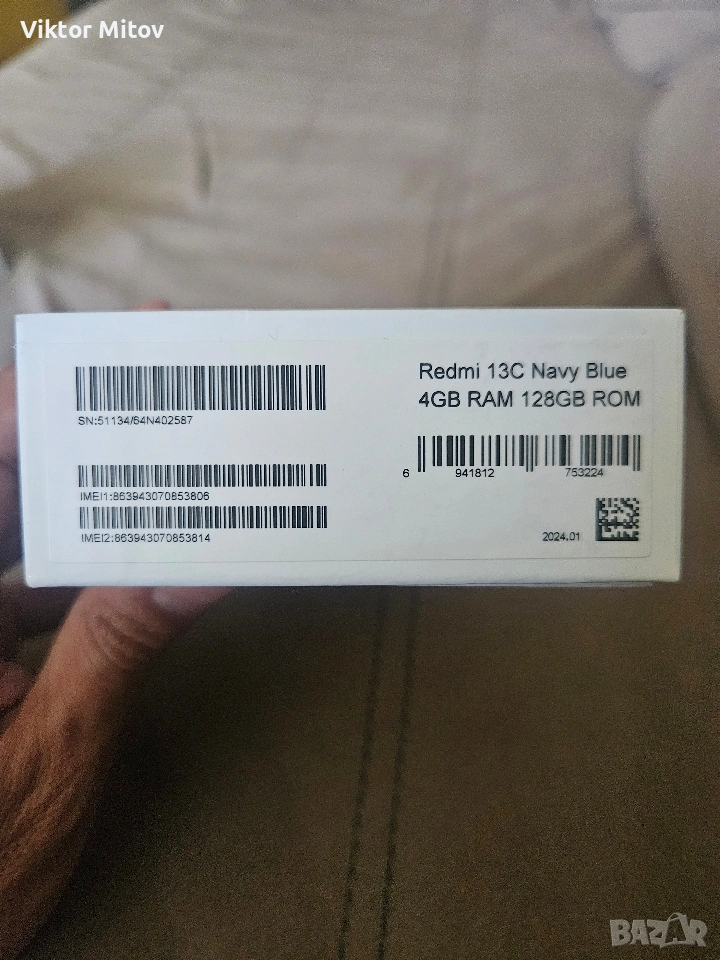 Viktor Mitov
Redmi 13C Navy Blue
4GB RAM 128GB ROM
SN:51134/64N402587
6 941812 753224
IMEI1:863943070853806
IMEI2:863943070853814
2024.01
BAZAR